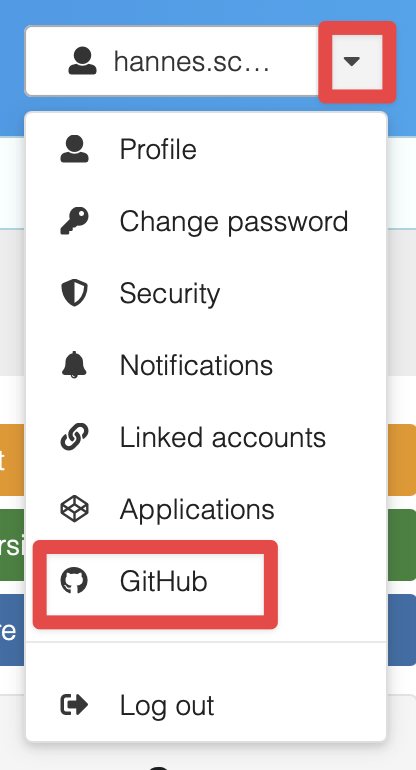 hannes.sc...
Profile
Change password
Security
Notifications
Linked accounts
Applications
GitHub
Log out
t
rsi
re